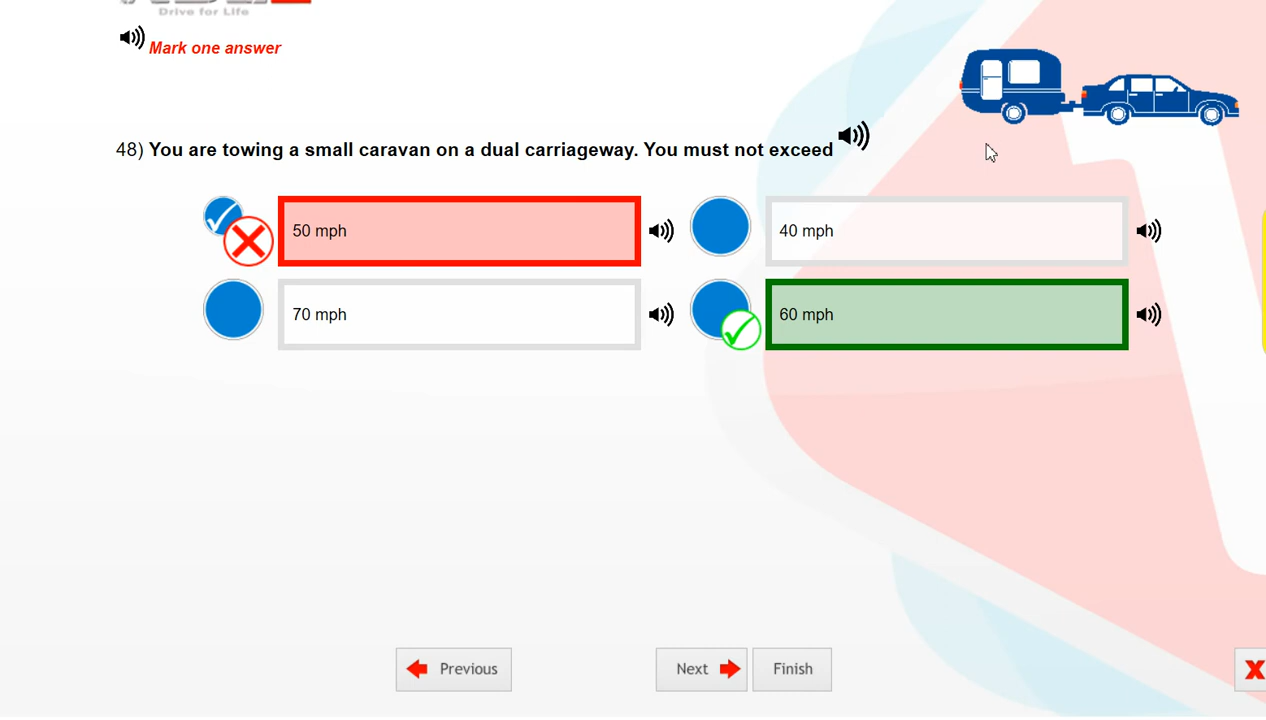 Drive for Life
Mark one answer
48) You are towing a small caravan on a dual carriageway. You must not exceed
50 mph
40 mph
70 mph
60 mph
Previous
Next
Finish
X